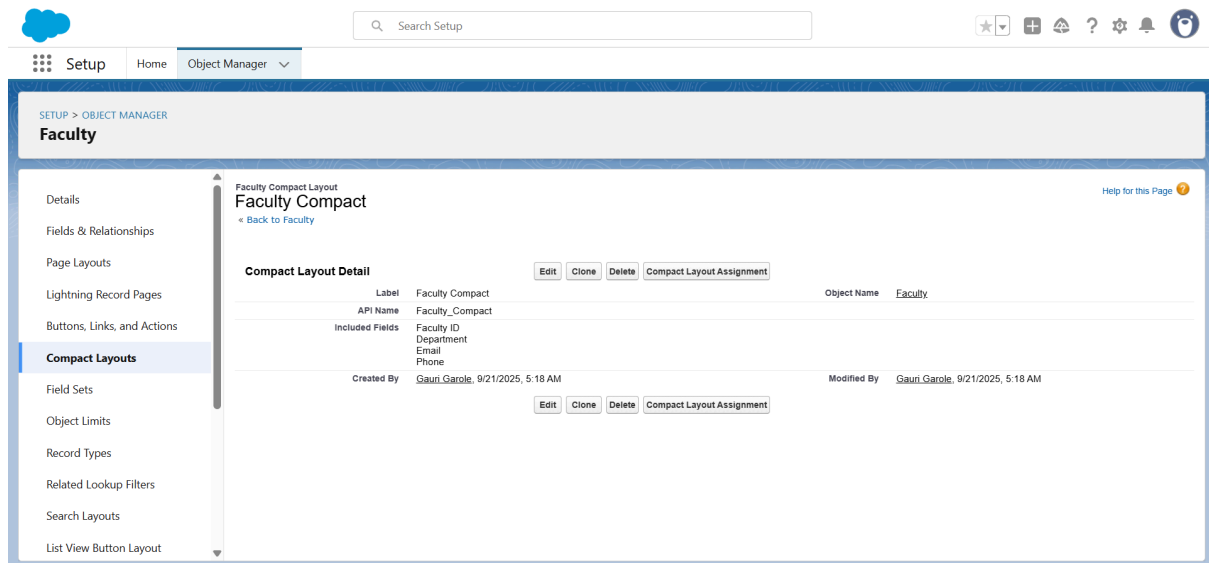 Search Setup
Setup
Home
Object Manager
SETUP > OBJECT MANAGER
Faculty
Details
Fields & Relationships
Page Layouts
Lightning Record Pages
Buttons, Links, and Actions
Compact Layouts
Field Sets
Object Limits
Record Types
Related Lookup Filters
Search Layouts
List View Button Layout
Faculty Compact Layout
Faculty Compact
« Back to Faculty
Help for this Page ?
Compact Layout Detail
Edit Clone Delete Compact Layout Assignment
Label Faculty Compact Object Name Faculty
API Name Faculty_Compact
Included Fields Faculty ID
Department
Email
Phone
Created By Gauri Garole, 9/21/2025, 5:18 AM Modified By Gauri Garole, 9/21/2025, 5:18 AM
Edit Clone Delete Compact Layout Assignment